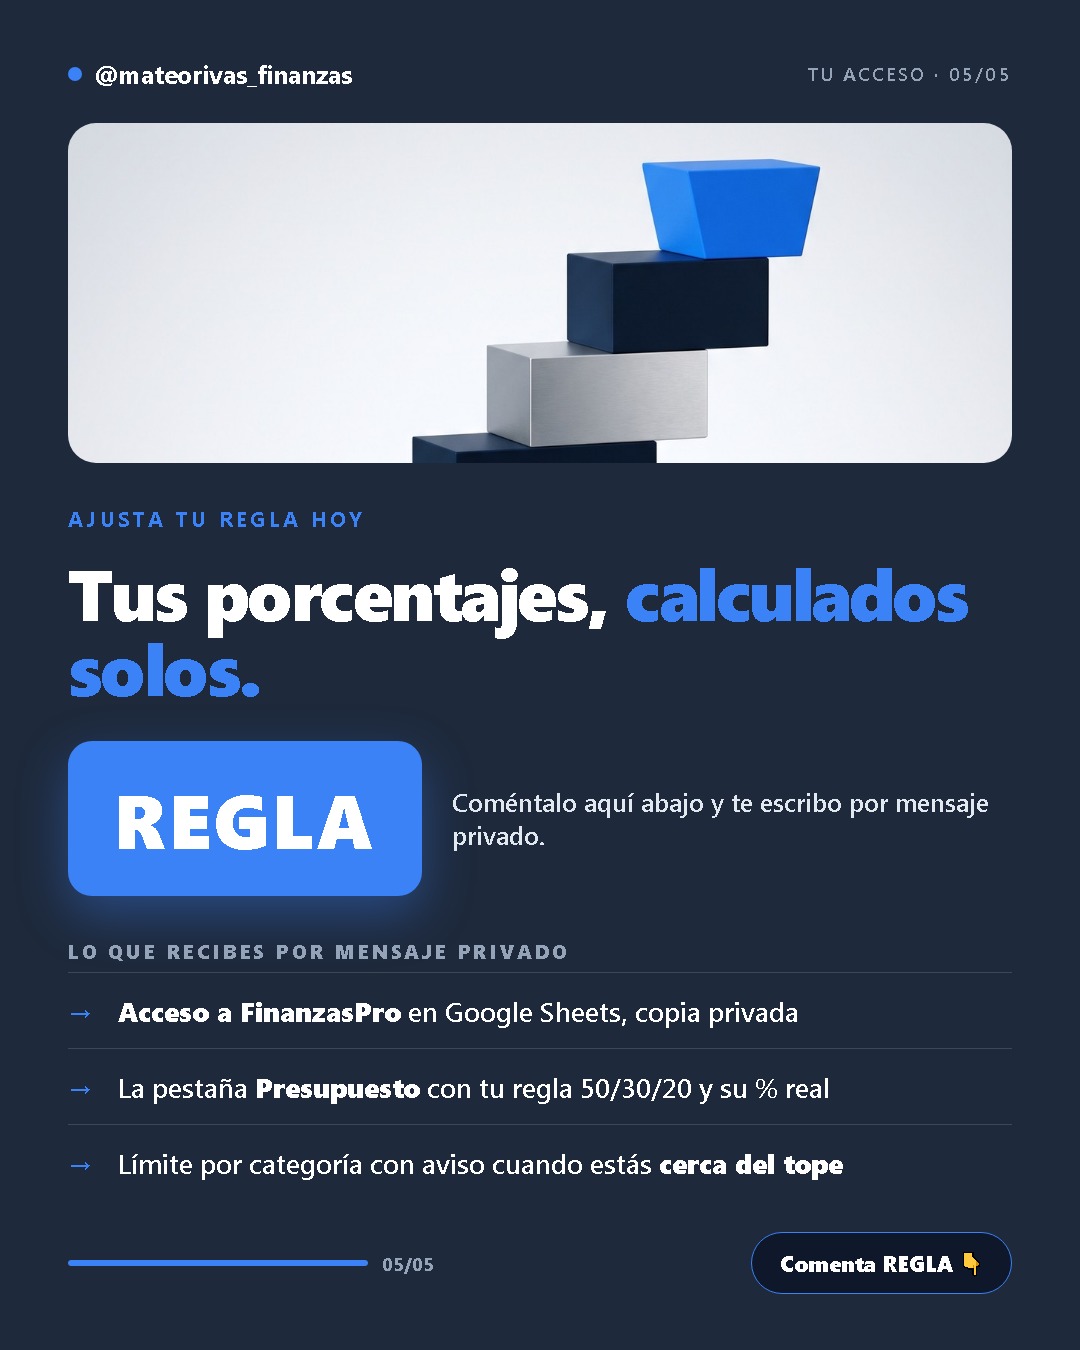 @mateorivas_finanzas
TU ACCESO · 05/05
AJUSTA TU REGLA HOY
Tus porcentajes, calculados
solos.
REGLA
Coméntalo aquí abajo y te escribo por mensaje
privado.
LO QUE RECIBES POR MENSAJE PRIVADO
→ Acceso a FinanzasPro en Google Sheets, copia privada
→ La pestaña Presupuesto con tu regla 50/30/20 y su % real
→ Límite por categoría con aviso cuando estás cerca del tope
05/05
Comenta REGLA 👇